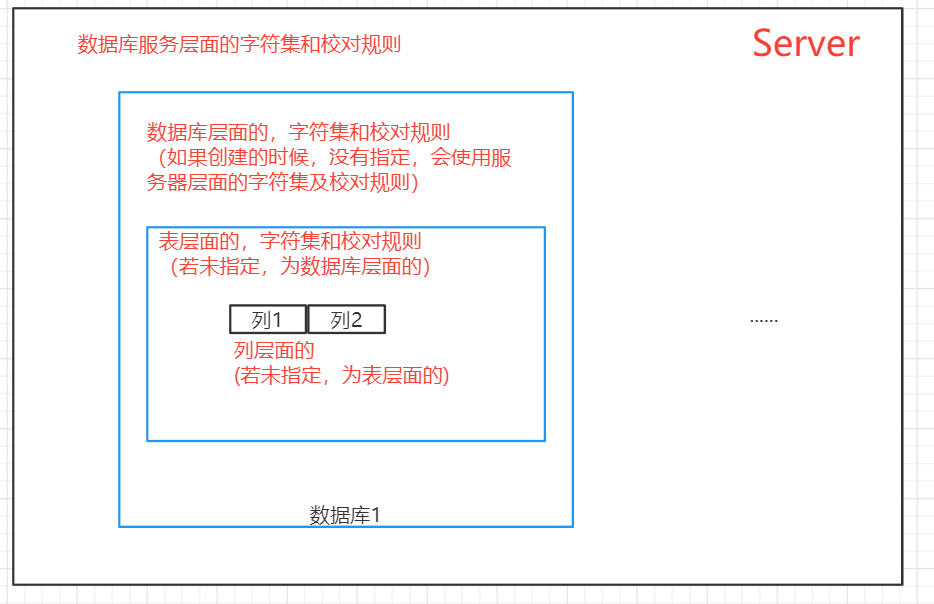 数据库服务层面的字符集和校对规则
Server
数据库层面的，字符集和校对规则
（如果创建的时候，没有指定，会使用服
务器层面的字符集及校对规则）
表层面的，字符集和校对规则
（若未指定，为数据库层面的）
列1
列2
......
列层面的
(若未指定，为表层面的)
数据库1